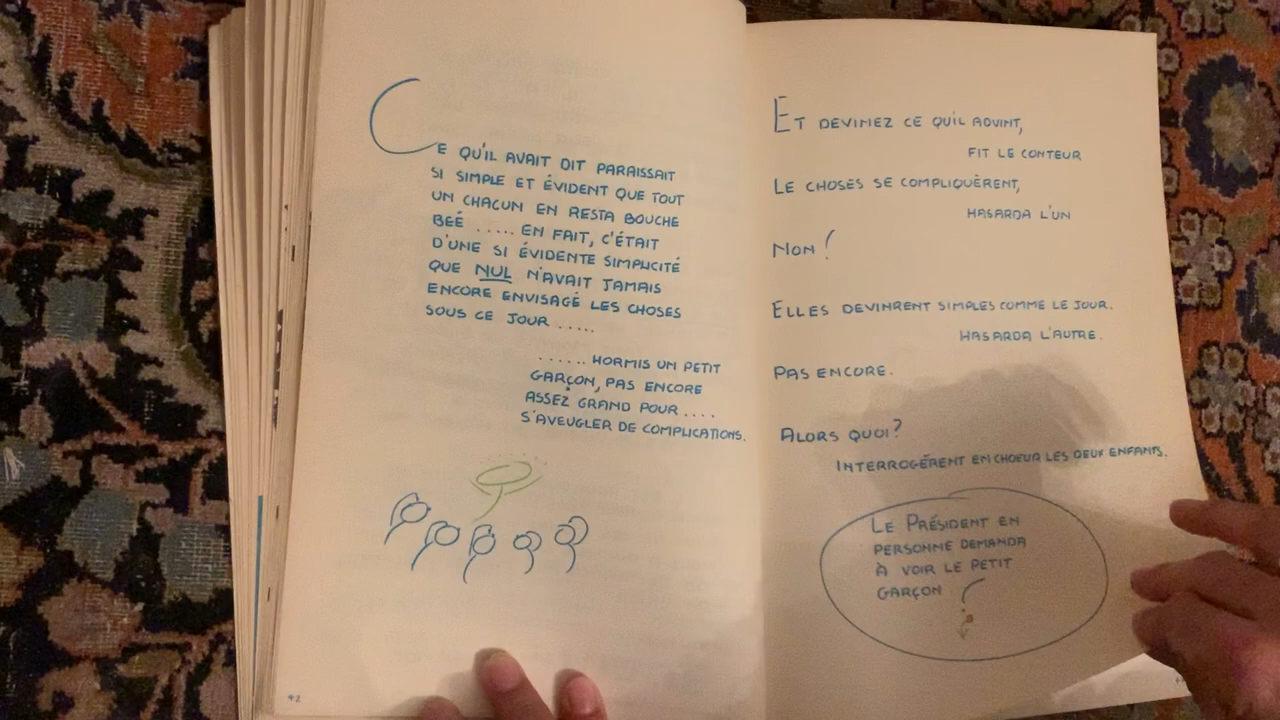 CE QU'IL AVAIT DIT PARAISSAIT
SI SIMPLE ET ÉVIDENT QUE TOUT
UN CHACUN EN RESTA BOUCHE
BEÉ ..... EN FAIT, C'ÉTAIT
D'UNE SI ÉVIDENTE SIMPLICITÉ
QUE NUL N'AVAIT JAMAIS
ENCORE ENVISAGÉ LES CHOSES
SOUS CE JOUR .....
...... HORMIS UN PETIT
GARÇON, PAS ENCORE
ASSEZ GRAND POUR ....
S'AVEUGLER DE COMPLICATIONS.
42
ET DEVINEZ CE QU'IL ADVINT,
FIT LE CONTEUR
LE CHOSES SE COMPLIQUÈRENT,
HASARDA L'UN
NON!
ELLES DEVINRENT SIMPLES COMME LE JOUR.
HASARDA L'AUTRE.
PAS ENCORE.
ALORS QUOI?
INTERROGÈRENT EN CHOEUR LES DEUX ENFANTS.
LE PRÉSIDENT EN
PERSONNE DEMANDA
À VOIR LE PETIT
GARÇON